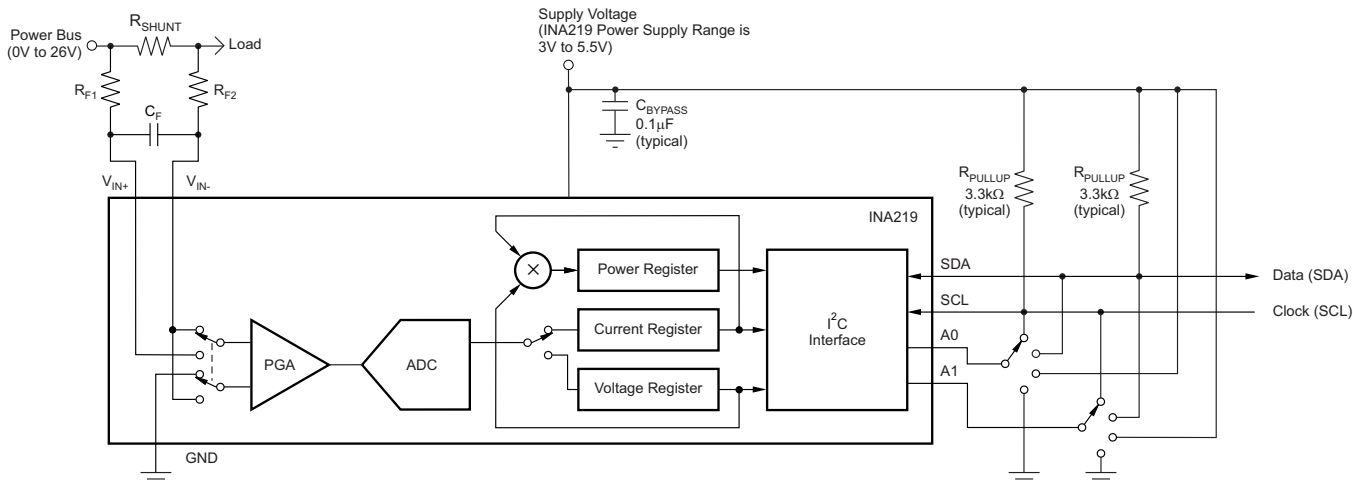 R_SHUNT
Power Bus
(0V to 26V)
Load
R_F1
R_F2
C_F
V_IN+
V_IN-
Supply Voltage
(INA219 Power Supply Range is
3V to 5.5V)
C_BYPASS
0.1μF
(typical)
R_PULLUP
3.3kΩ
(typical)
R_PULLUP
3.3kΩ
(typical)
INA219
×
Power Register
Current Register
Voltage Register
PGA
ADC
I²C
Interface
SDA
SCL
A0
A1
Data (SDA)
Clock (SCL)
GND